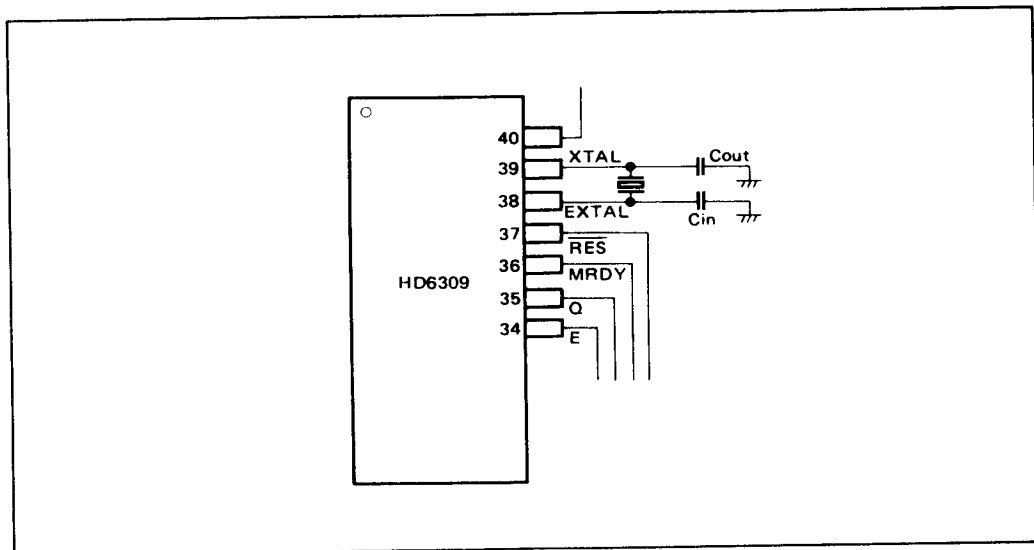 40
39 XTAL Cout
38 EXTAL Cin
37 RES
36 MRDY
HD6309
35 Q
34 E